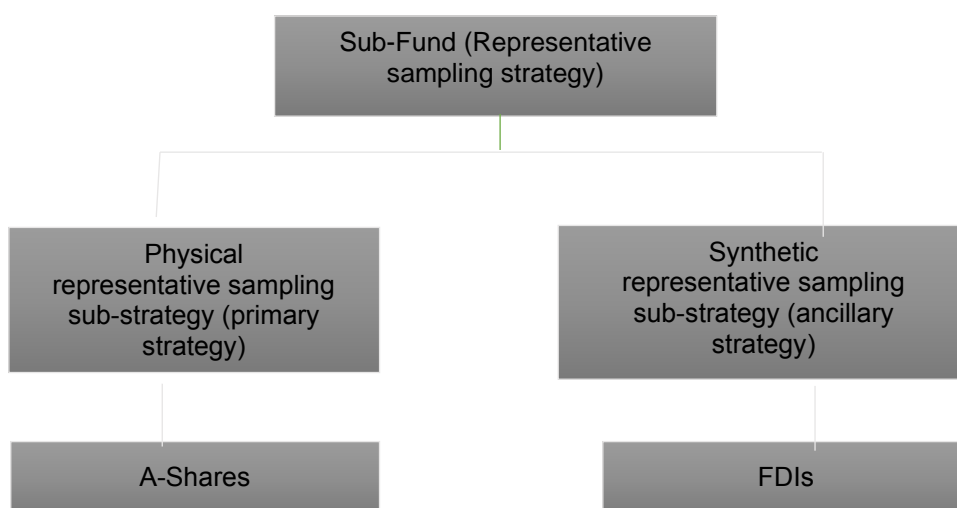 Sub-Fund (Representative
sampling strategy)
Physical
representative sampling
sub-strategy (primary
strategy)
Synthetic
representative sampling
sub-strategy (ancillary
strategy)
A-Shares
FDIs